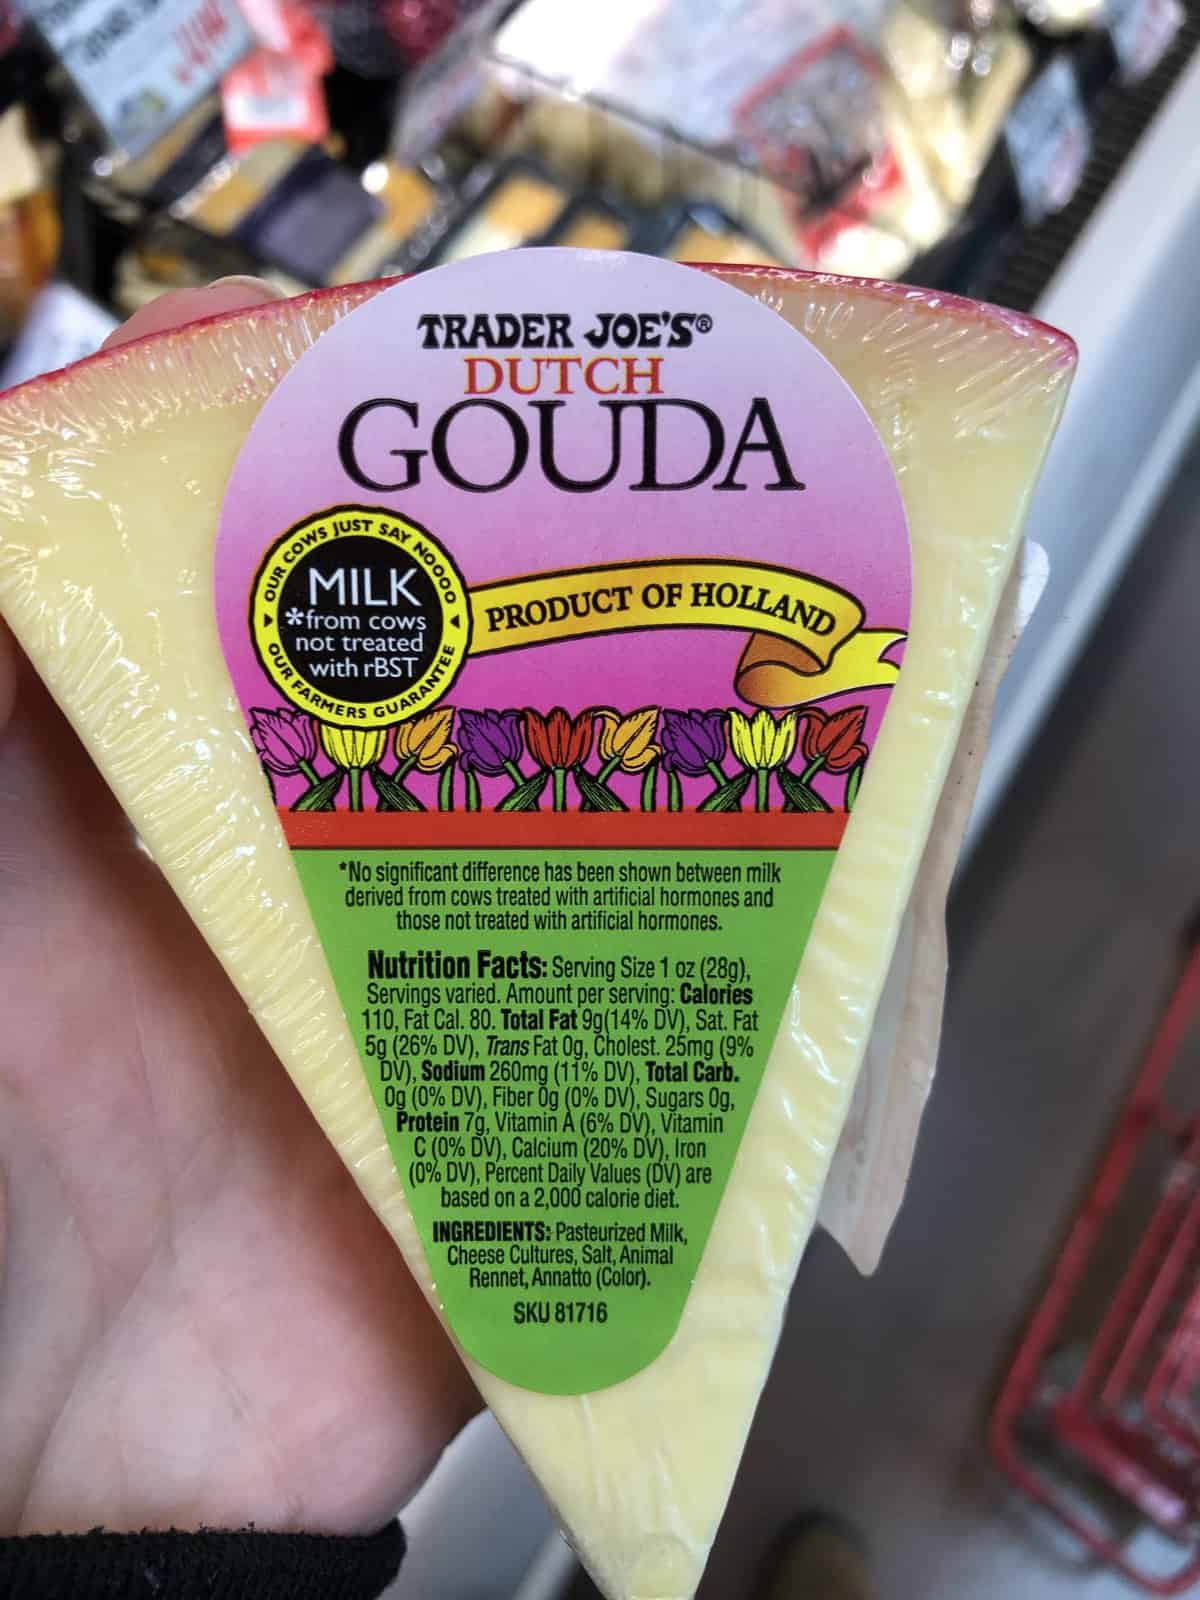 TRADER JOE'S®
DUTCH
GOUDA
OUR COWS JUST SAY NOOOO
MILK
*from cows
not treated
with rBST
OUR FARMERS GUARANTEE
PRODUCT OF HOLLAND
*No significant difference has been shown between milk
derived from cows treated with artificial hormones and
those not treated with artificial hormones.
Nutrition Facts: Serving Size 1 oz (28g),
Servings varied. Amount per serving: Calories
110, Fat Cal. 80. Total Fat 9g(14% DV), Sat. Fat
5g (26% DV), Trans Fat 0g, Cholest. 25mg (9%
DV), Sodium 260mg (11% DV), Total Carb.
0g (0% DV), Fiber 0g (0% DV), Sugars 0g,
Protein 7g, Vitamin A (6% DV), Vitamin
C (0% DV), Calcium (20% DV), Iron
(0% DV), Percent Daily Values (DV) are
based on a 2,000 calorie diet.
INGREDIENTS: Pasteurized Milk,
Cheese Cultures, Salt, Animal
Rennet, Annatto (Color).
SKU 81716